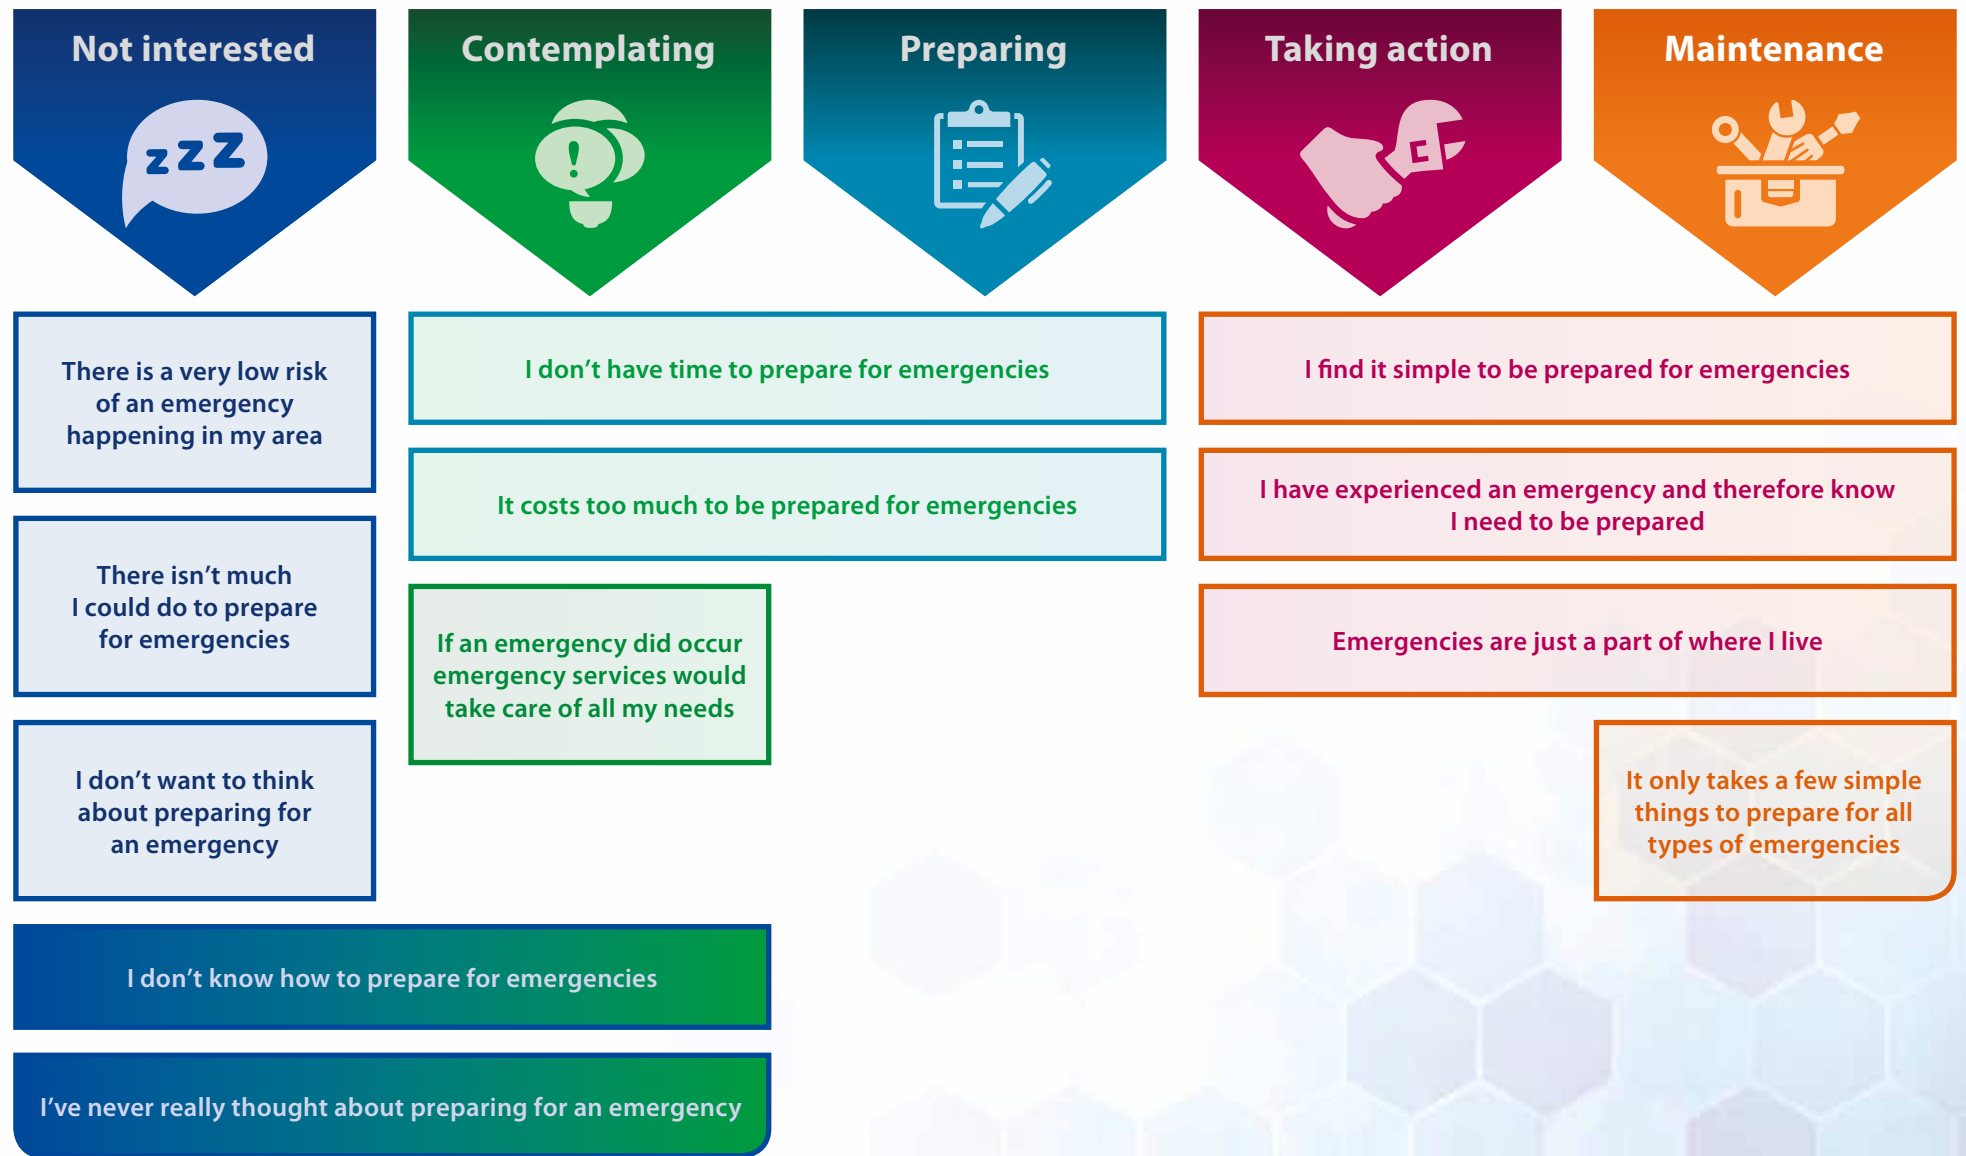 Not interested
Contemplating
Preparing
Taking action
Maintenance
zzZ
!
There is a very low risk
of an emergency
happening in my area
There isn’t much
I could do to prepare
for emergencies
I don’t want to think
about preparing for
an emergency
I don’t have time to prepare for emergencies
It costs too much to be prepared for emergencies
If an emergency did occur
emergency services would
take care of all my needs
I find it simple to be prepared for emergencies
I have experienced an emergency and therefore know
I need to be prepared
Emergencies are just a part of where I live
It only takes a few simple
things to prepare for all
types of emergencies
I don’t know how to prepare for emergencies
I’ve never really thought about preparing for an emergency